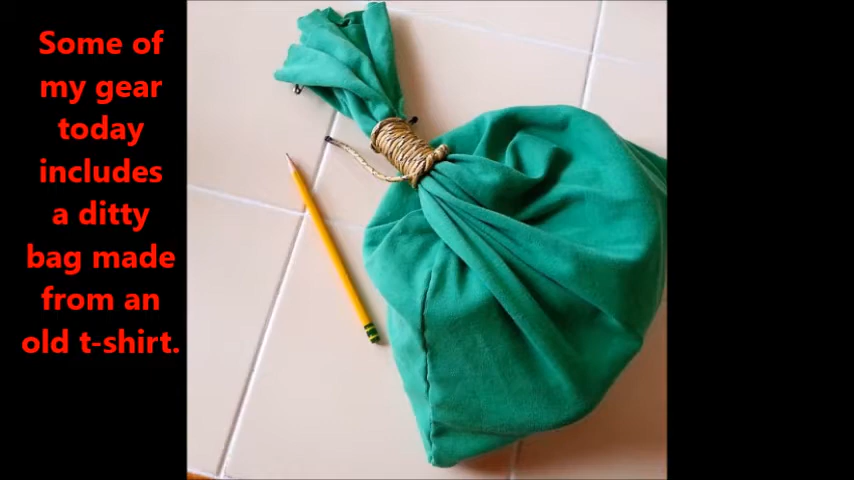 Some of
my gear
today
includes
a ditty
bag made
from an
old t-shirt.